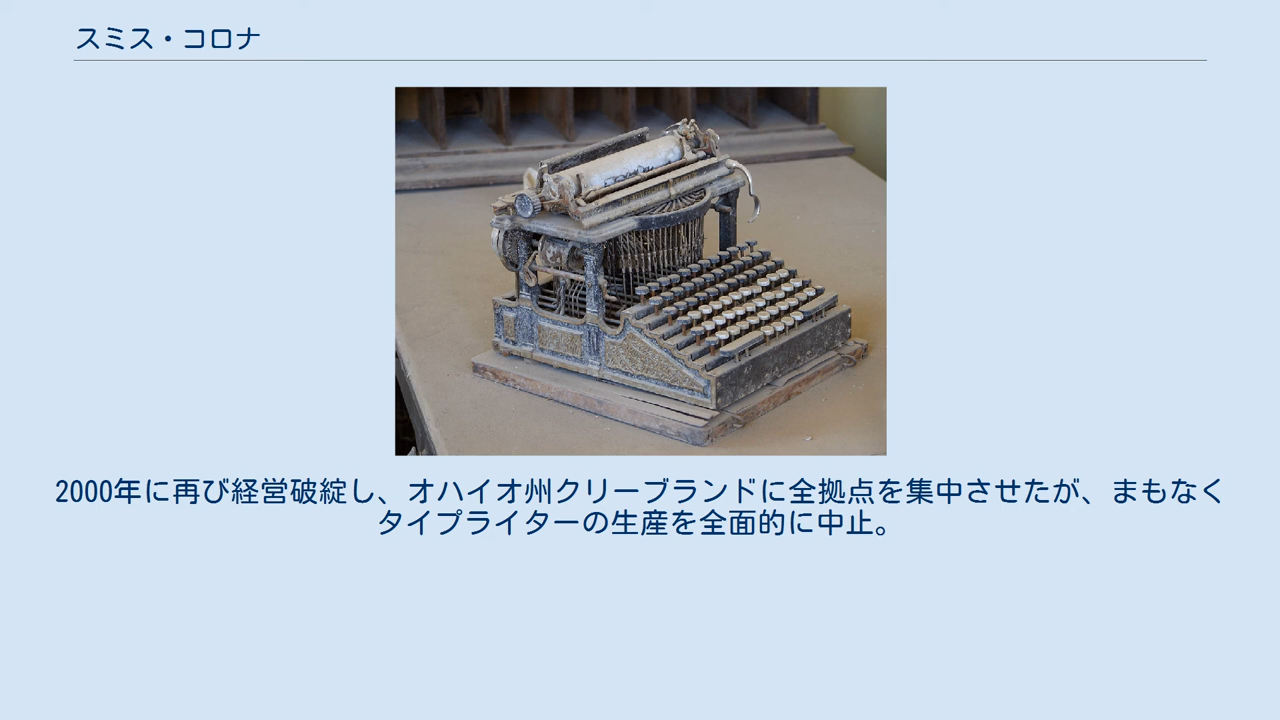 スミス・コロナ
2000年に再び経営破綻し、オハイオ州クリーブランドに全拠点を集中させたが、まもなく
タイプライターの生産を全面的に中止。